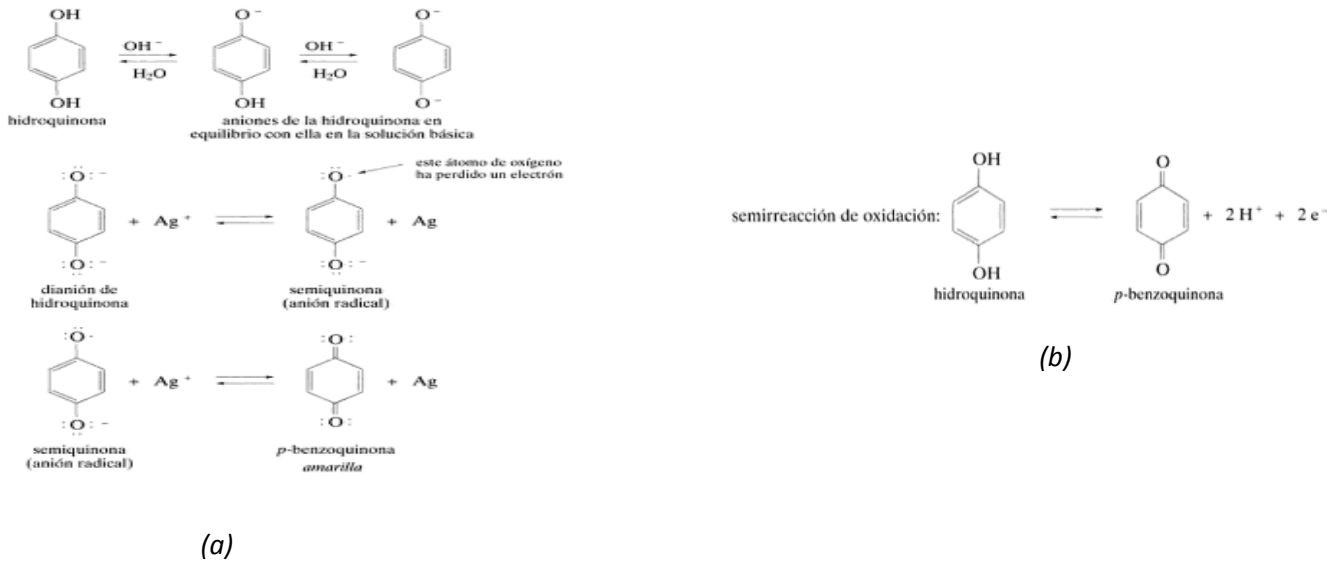 OH
O⁻
O⁻
OH⁻
OH⁻
H₂O
H₂O
OH
OH
O⁻
hidroquinona
aniones de la hidroquinona en
equilibrio con ella en la solución básica
este átomo de oxígeno
ha perdido un electrón
:O:⁻
:O·
+ Ag⁺
+ Ag
:O:⁻
:O:⁻
dianión de
hidroquinona
semiquinona
(anión radical)
:O·
:O:
+ Ag⁺
+ Ag
:O:⁻
:O:
semiquinona
(anión radical)
p-benzoquinona
amarilla
(a)
OH
O
semirreacción de oxidación:
+ 2 H⁺ + 2 e⁻
OH
O
hidroquinona
p-benzoquinona
(b)